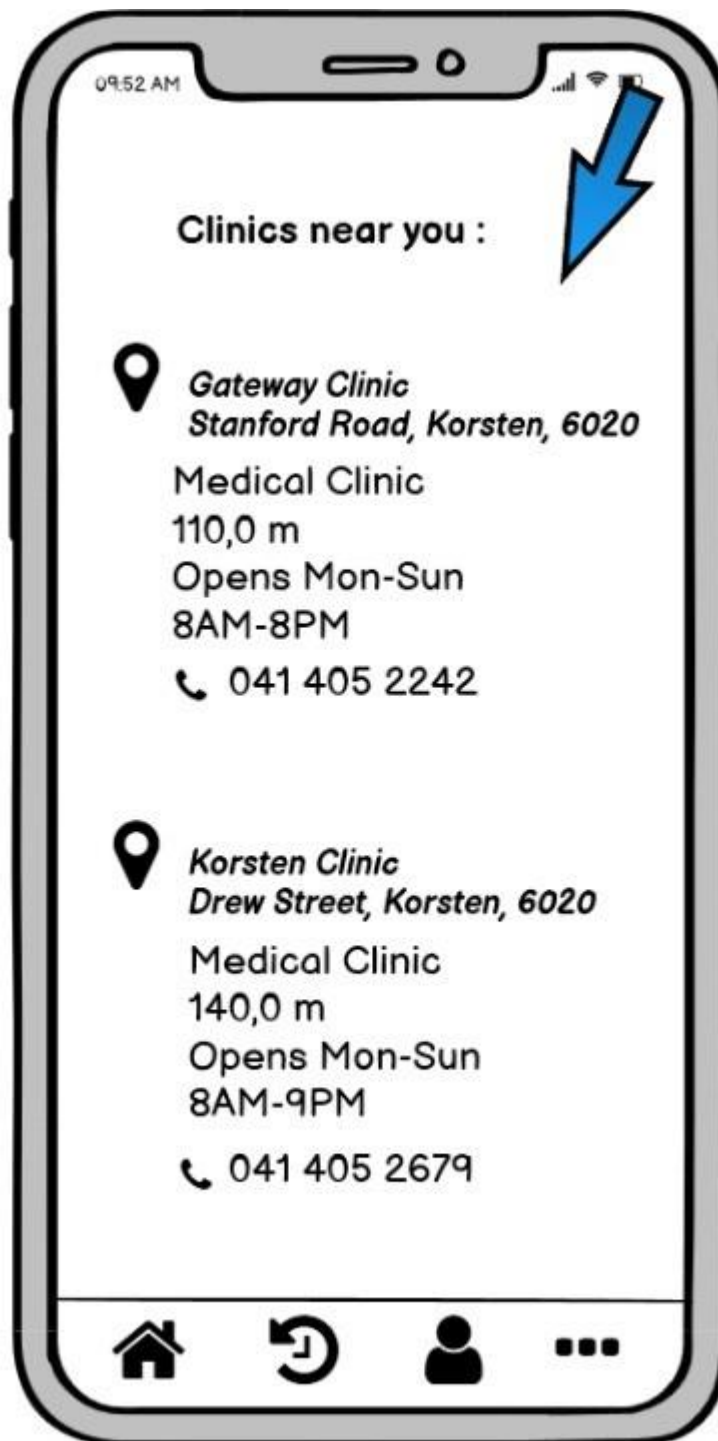 09:52 AM
Clinics near you :
Gateway Clinic
Stanford Road, Korsten, 6020
Medical Clinic
110,0 m
Opens Mon-Sun
8AM-8PM
041 405 2242
Korsten Clinic
Drew Street, Korsten, 6020
Medical Clinic
140,0 m
Opens Mon-Sun
8AM-9PM
041 405 2679